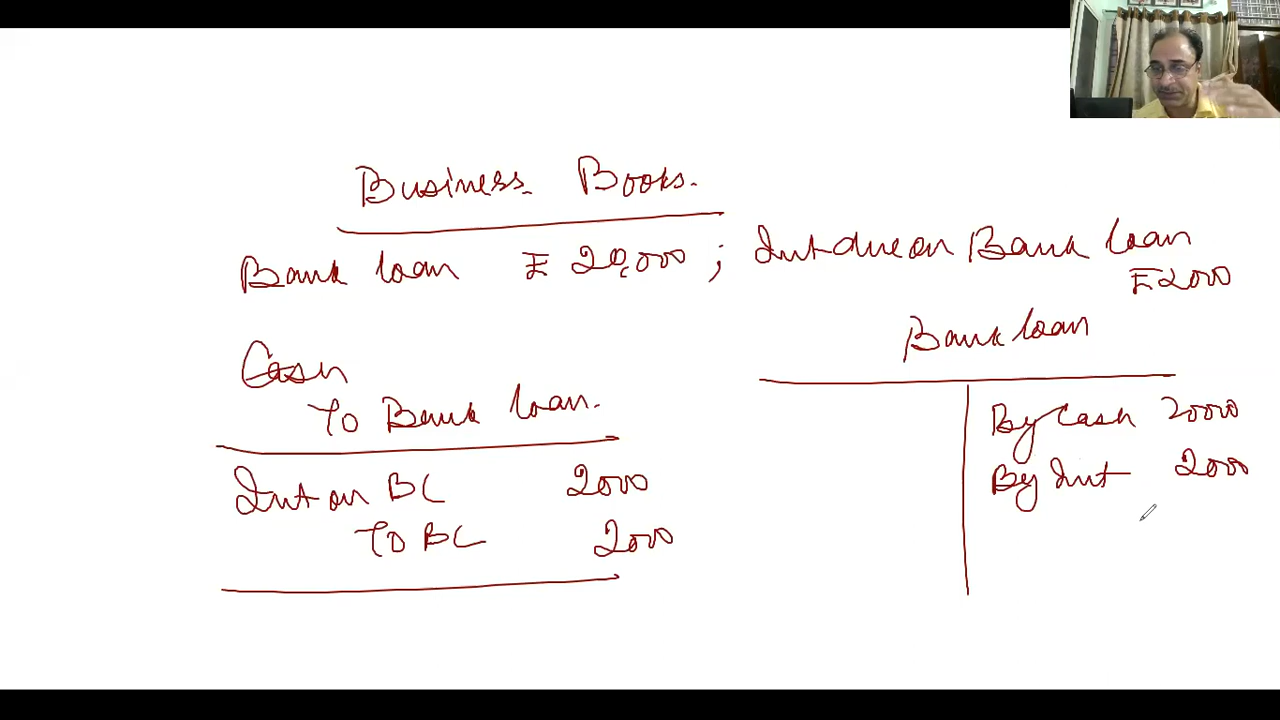 Business Books.
Bank loan ₹ 20,000 ; Int due on Bank loan
₹ 2000
Bank loan
Cash
To Bank loan.
By Cash 20000
By Int 2000
Int on BL 2000
To BL 2000